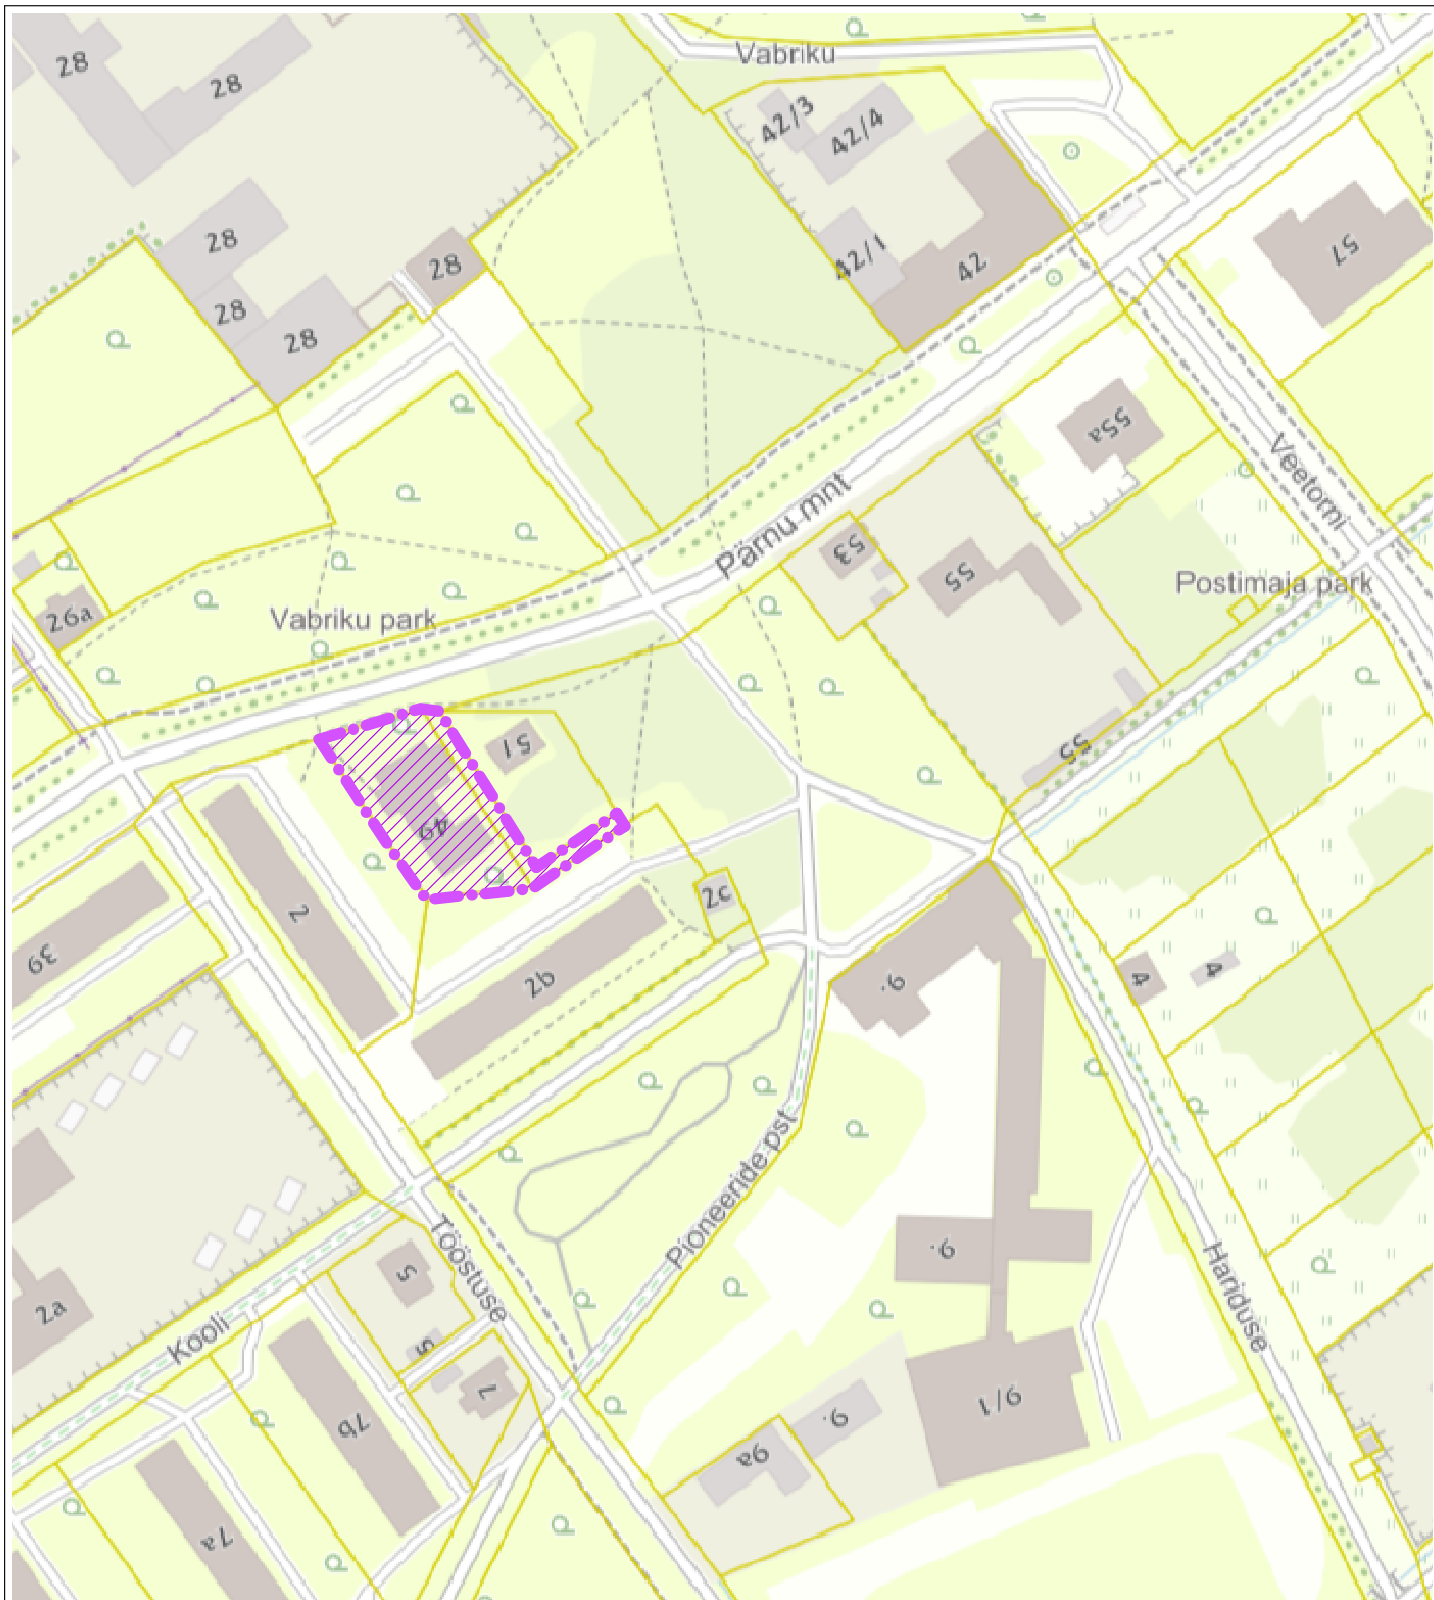 Vabriku
28
28
42/3
42/4
28
28
42/1
42
57
28
28
55a
Veetorni
Pärnu mnt
53
55
Postimaja park
26a
Vabriku park
51
55
49
2
2c
39
2b
9
4
4
Pioneeride pst
Tööstuse
9
5
Hariduse
2a
Kooli
5
7
9/1
7b
9
9a
7a